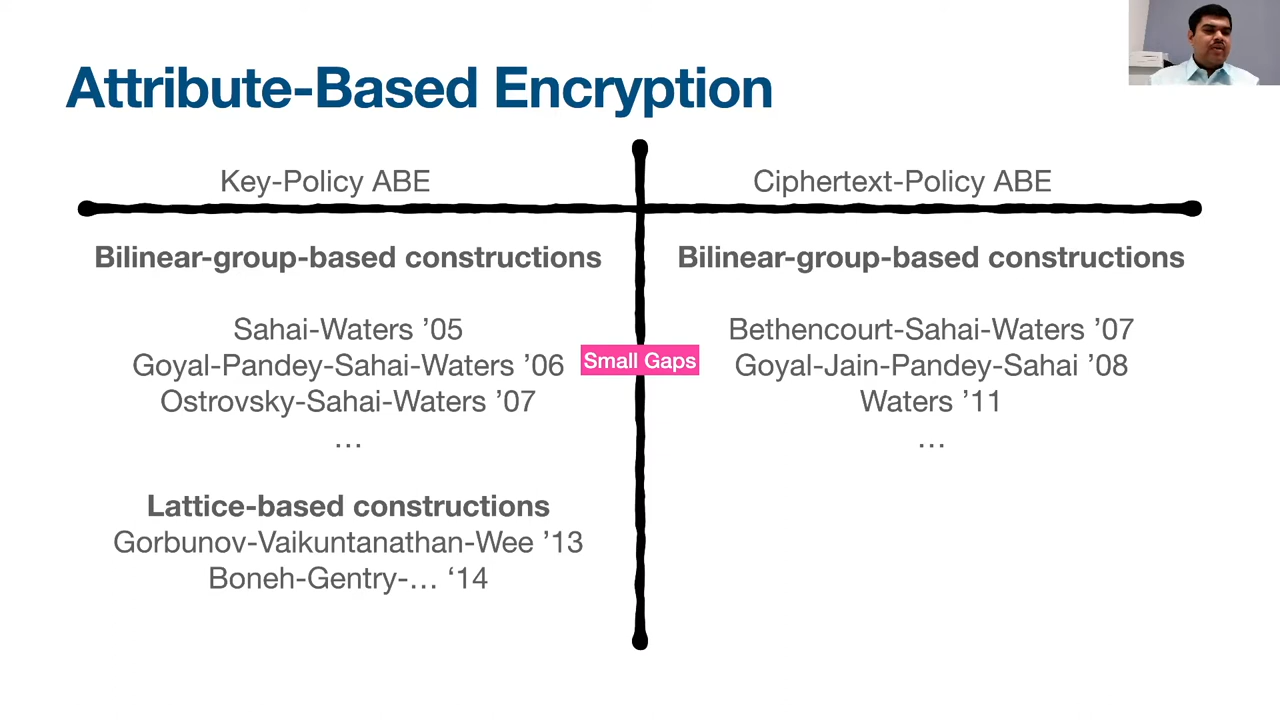 Attribute-Based Encryption
Key-Policy ABE
Ciphertext-Policy ABE
Bilinear-group-based constructions
Sahai-Waters ’05
Goyal-Pandey-Sahai-Waters ’06
Ostrovsky-Sahai-Waters ’07
…
Lattice-based constructions
Gorbunov-Vaikuntanathan-Wee ’13
Boneh-Gentry-… ‘14
Small Gaps
Bilinear-group-based constructions
Bethencourt-Sahai-Waters ’07
Goyal-Jain-Pandey-Sahai ’08
Waters ’11
…